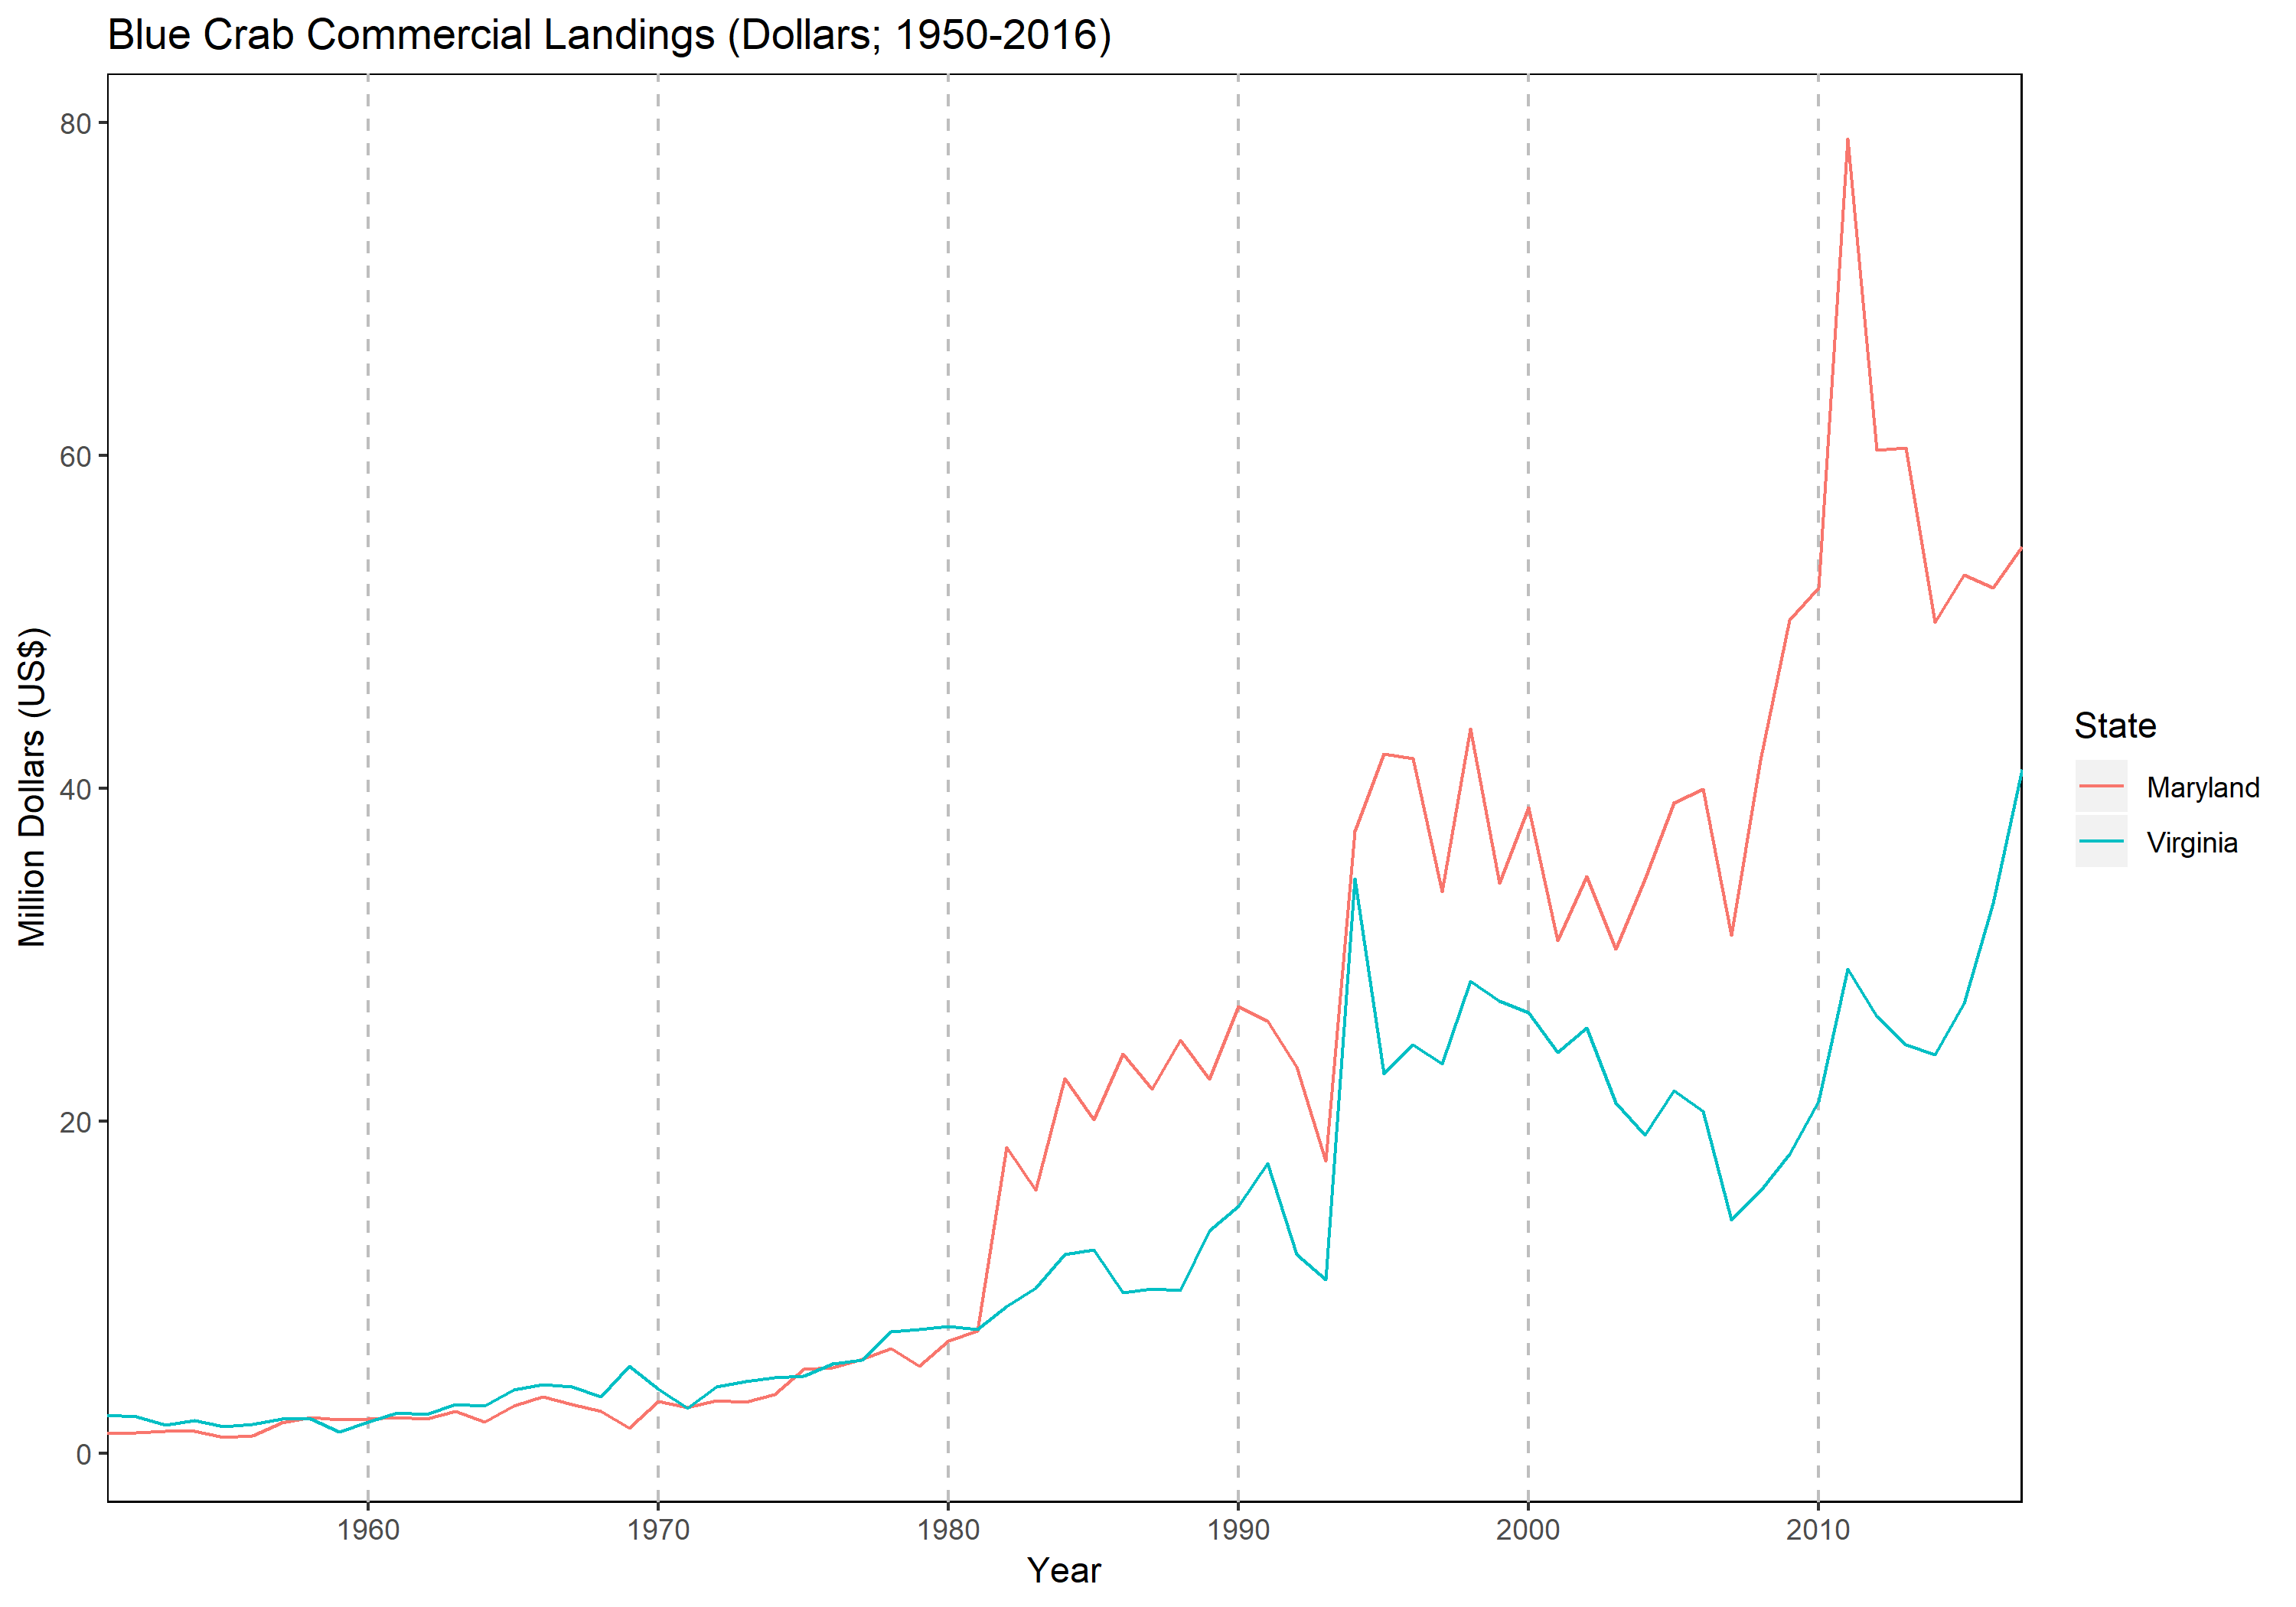 Blue Crab Commercial Landings (Dollars; 1950-2016)
80
60
40
20
0
Million Dollars (US$)
1960 1970 1980 1990 2000 2010
Year
State
Maryland
Virginia